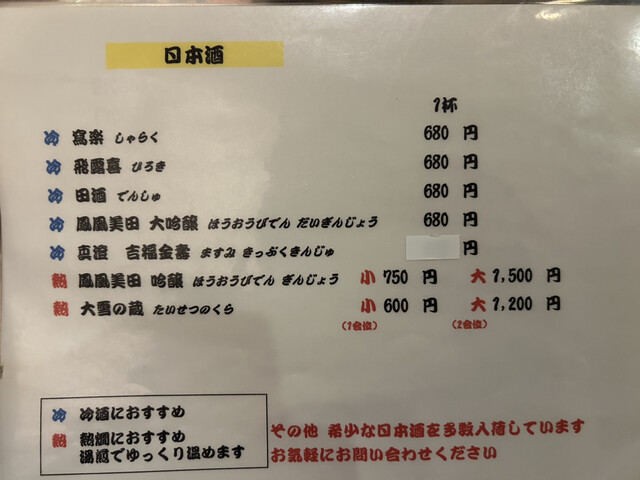 日本酒
1杯
冷 寫楽 しゃらく 680 円
冷 飛露喜 ひろき 680 円
冷 田酒 でんしゅ 680 円
冷 鳳凰美田 大吟醸 ほうおうびでん だいぎんじょう 680 円
冷 真澄 吉福金寿 ますみ きっぷくきんじゅ 円
熱 鳳凰美田 吟醸 ほうおうびでん ぎんじょう 小 750 円 大 1,500 円
熱 大雪の蔵 たいせつのくら 小 600 円 大 1,200 円
(1合位) (2合位)
冷 冷酒におすすめ
熱 熱燗におすすめ
湯煎でゆっくり温めます
その他 希少な日本酒を多数入荷しています
お気軽にお問い合わせください